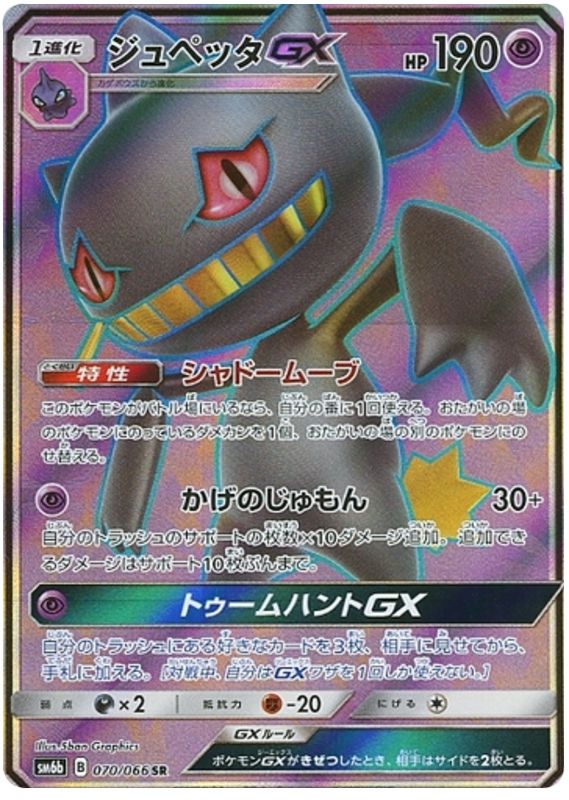 1進化
ジュペッタGX
HP 190
カゲボウズから進化
とくせい
特性 シャドームーブ
このポケモンがバトル場にいるなら、自分の番に1回使える。おたがいの場
のポケモンにのっているダメカンを1個、おたがいの場の別のポケモンにの
せ替える。
かげのじゅもん 30+
自分のトラッシュのサポートの枚数×10ダメージ追加。追加でき
るダメージはサポート10枚ぶんまで。
トゥームハントGX
自分のトラッシュにある好きなカードを3枚、相手に見せてから、
手札に加える。[対戦中、自分はGXワザを1回しか使えない。]
弱点 ×2 抵抗力 -20 にげる
GXルール
ポケモンGXがきぜつしたとき、相手はサイドを2枚とる。
Illus. 5ban Graphics
sm6b B 070/066 SR